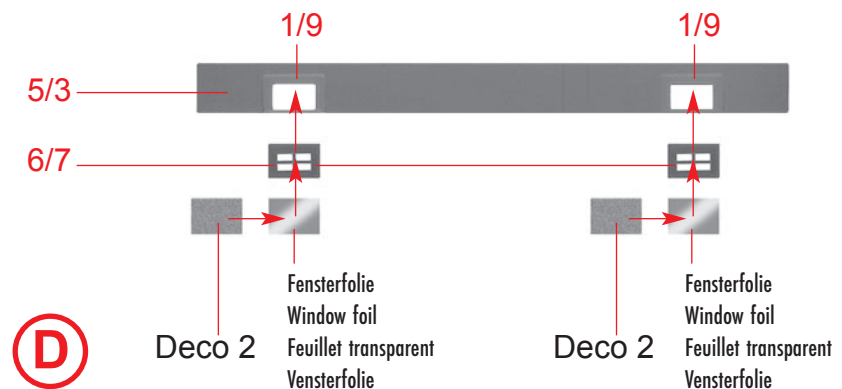 1/9
1/9
5/3
6/7
Fensterfolie
Window foil
Feuillet transparent
Vensterfolie
Fensterfolie
Window foil
Feuillet transparent
Vensterfolie
D
Deco 2
Deco 2